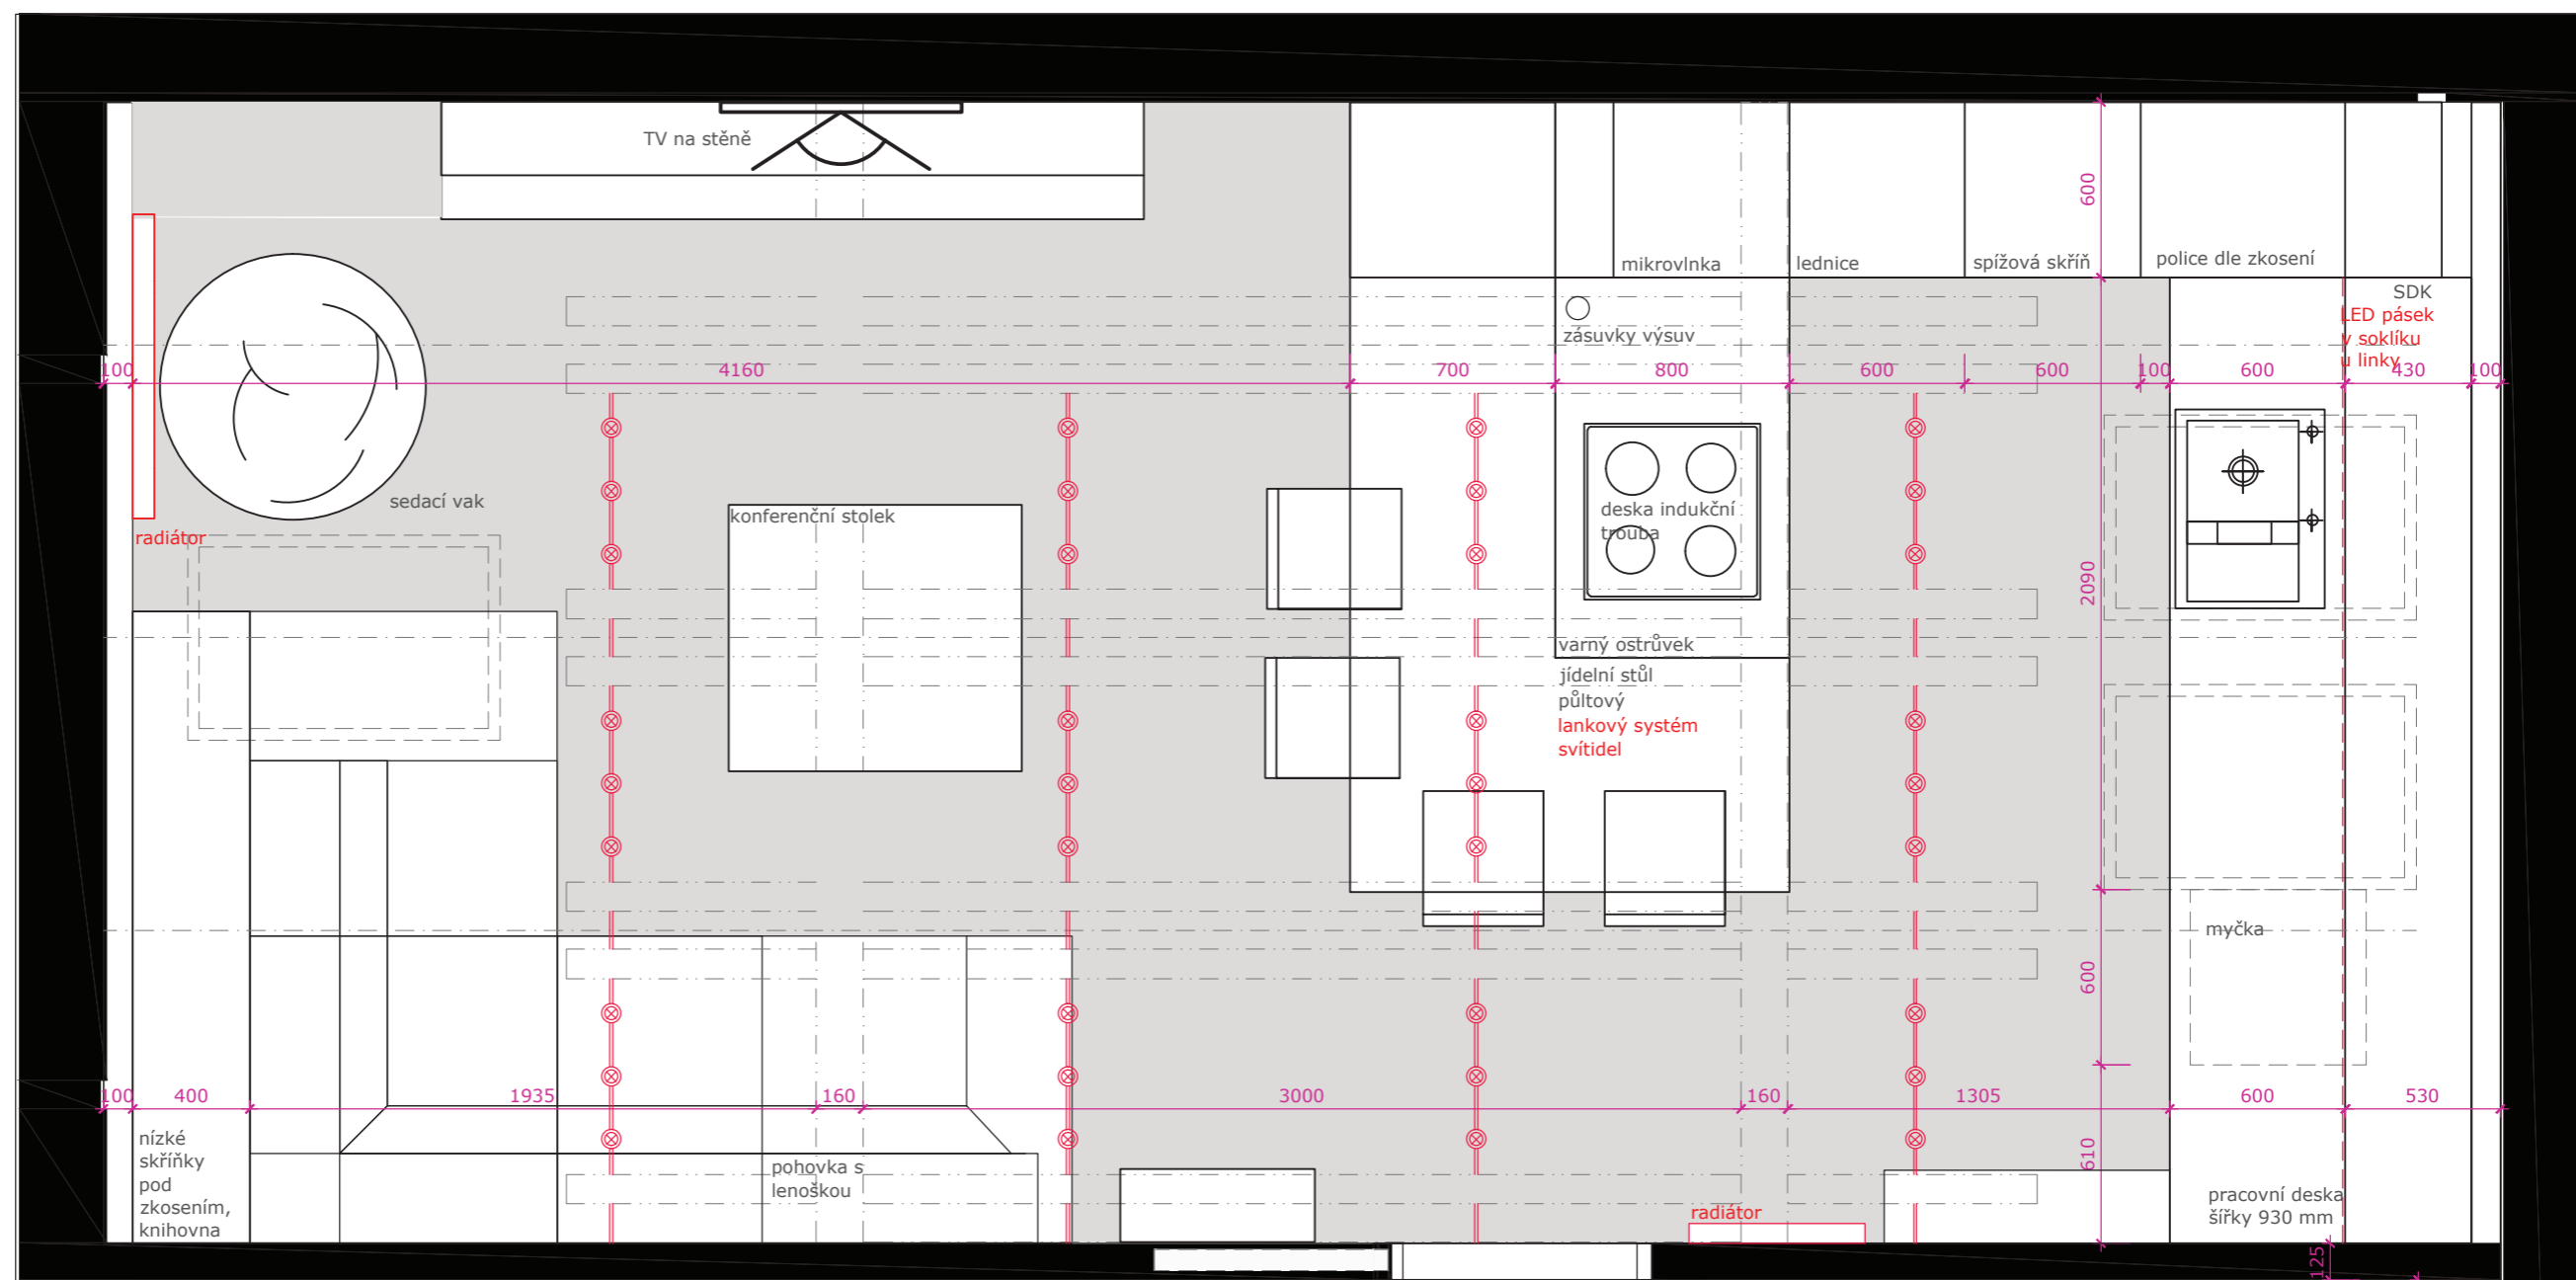 TV na stěně
600
mikrovlnka
lednice
spížová skříň
police dle zkosení
SDK
LED pásek
v soklíku
u linky
zásuvky výsuv
100
4160
700
800
600
600
100
600
430
100
sedací vak
radiátor
konferenční stolek
deska indukční
trouba
2090
varný ostrůvek
jídelní stůl
půltový
lankový systém
svítidel
myčka
600
100
400
1935
160
3000
160
1305
600
530
nízké
skříňky
pod
zkosením,
knihovna
pohovka s
lenoškou
610
radiátor
pracovní deska
šířky 930 mm
125